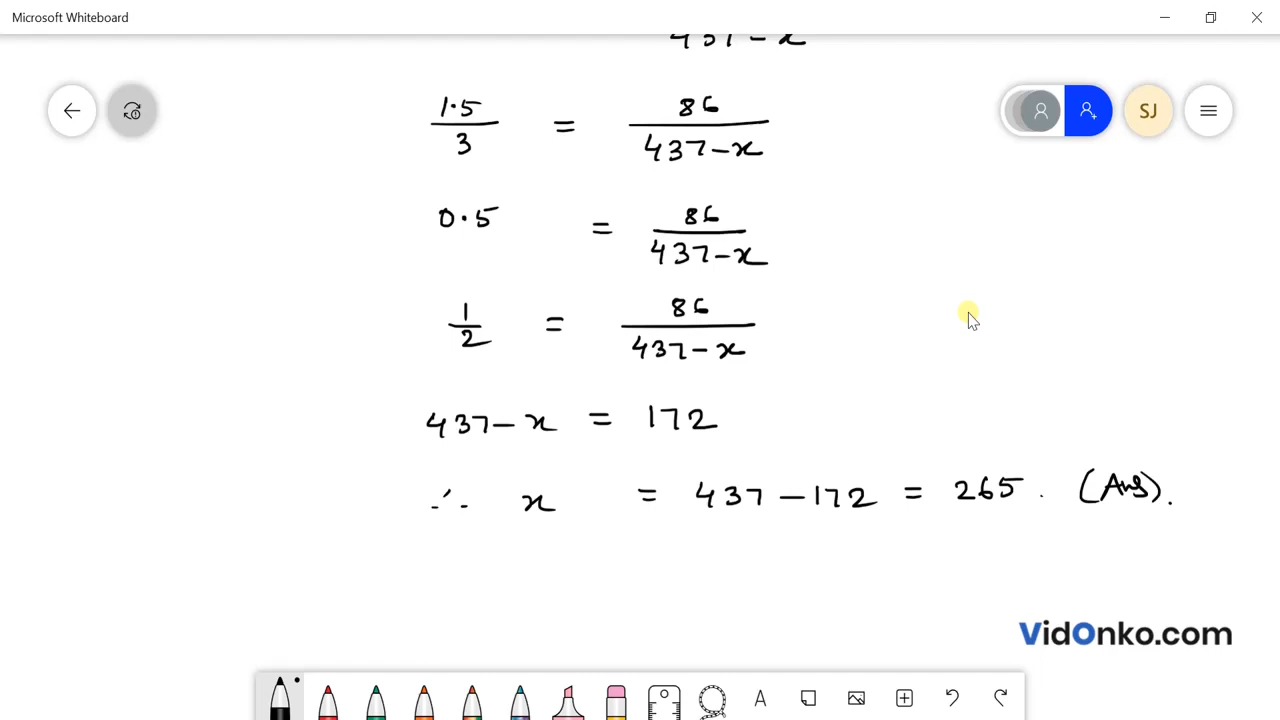 Microsoft Whiteboard
437 - x
1.5/3 = 86/(437 - x)
0.5 = 86/(437 - x)
1/2 = 86/(437 - x)
437 - x = 172
∴ x = 437 - 172 = 265. (Ans).
SJ
VidOnko.com
A